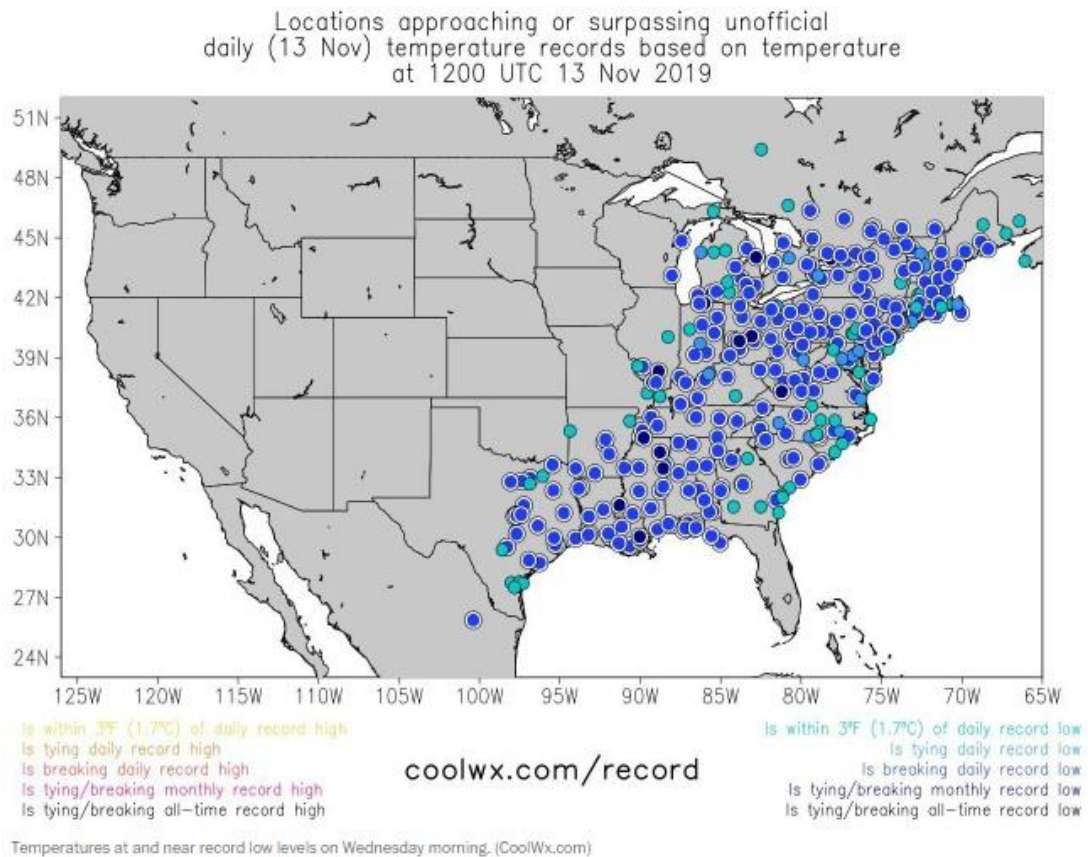 Locations approaching or surpassing unofficial
daily (13 Nov) temperature records based on temperature
at 1200 UTC 13 Nov 2019
51N
48N
45N
42N
39N
36N
33N
30N
27N
24N
125W 120W 115W 110W 105W 100W 95W 90W 85W 80W 75W 70W 65W
Is within 3ºF (1.7ºC) of daily record high
Is tying daily record high
Is breaking daily record high
Is tying/breaking monthly record high
Is tying/breaking all-time record high
coolwx.com/record
Is within 3ºF (1.7ºC) of daily record low
Is tying daily record low
Is breaking daily record low
Is tying/breaking monthly record low
Is tying/breaking all-time record low
Temperatures at and near record low levels on Wednesday morning. (CoolWx.com)